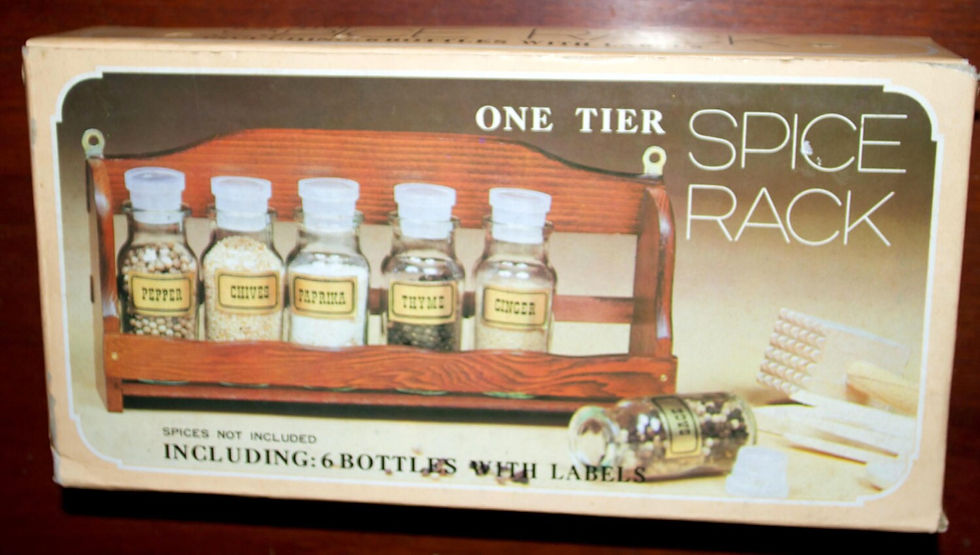 ONE TIER SPICE
RACK
PEPPER
CHIVES
PAPRIKA
THYME
GINGER
SPICES NOT INCLUDED
INCLUDING: 6 BOTTLES WITH LABELS